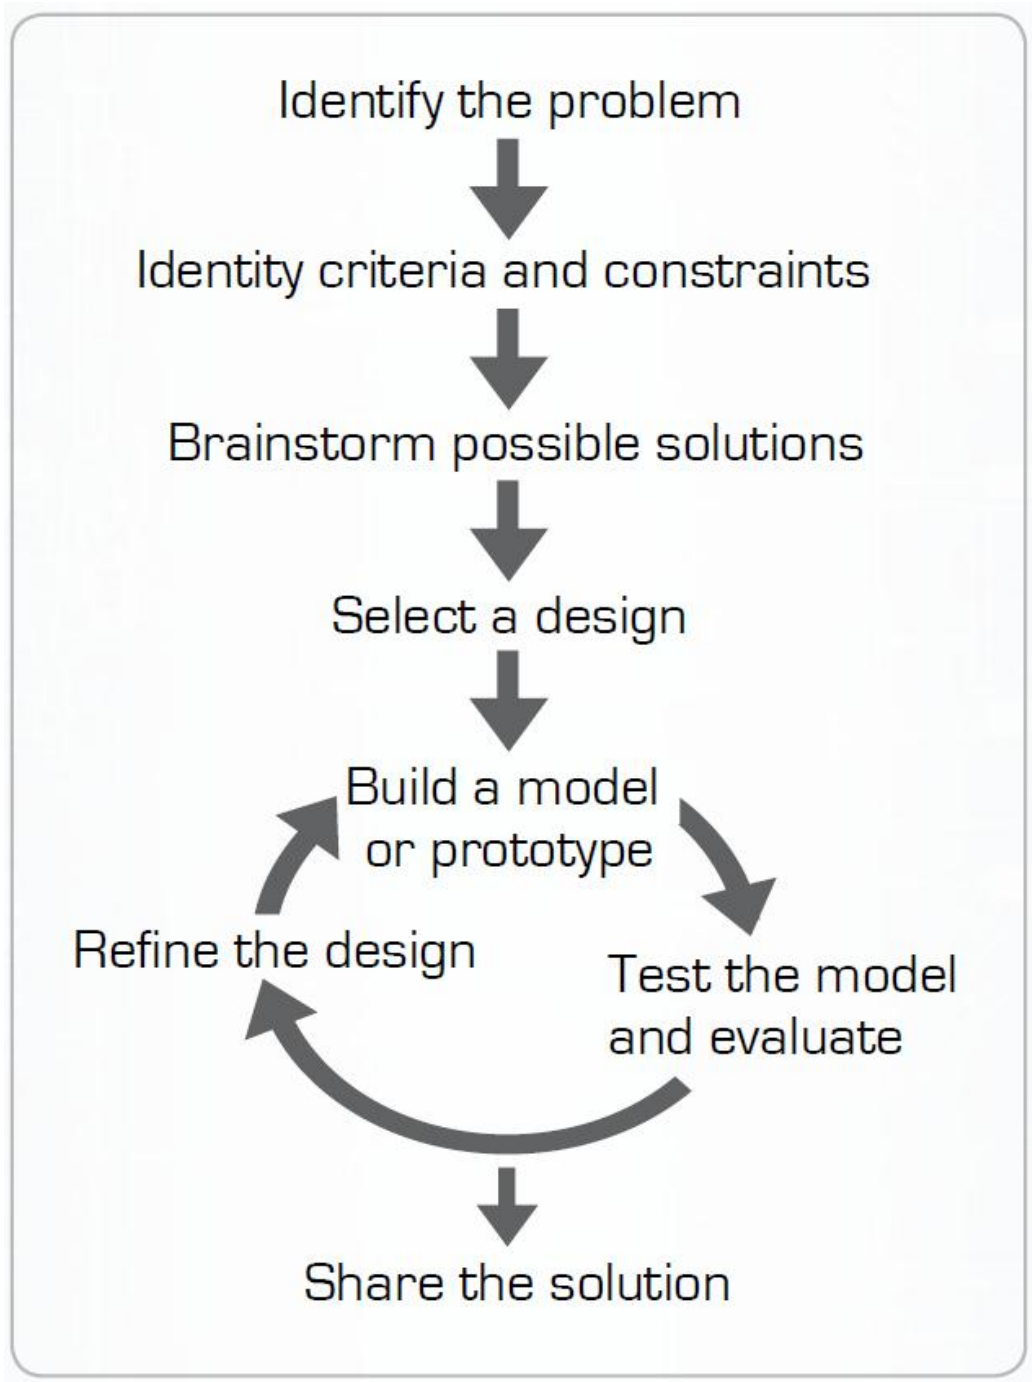 Identify the problem
Identity criteria and constraints
Brainstorm possible solutions
Select a design
Build a model
or prototype
Refine the design
Test the model
and evaluate
Share the solution